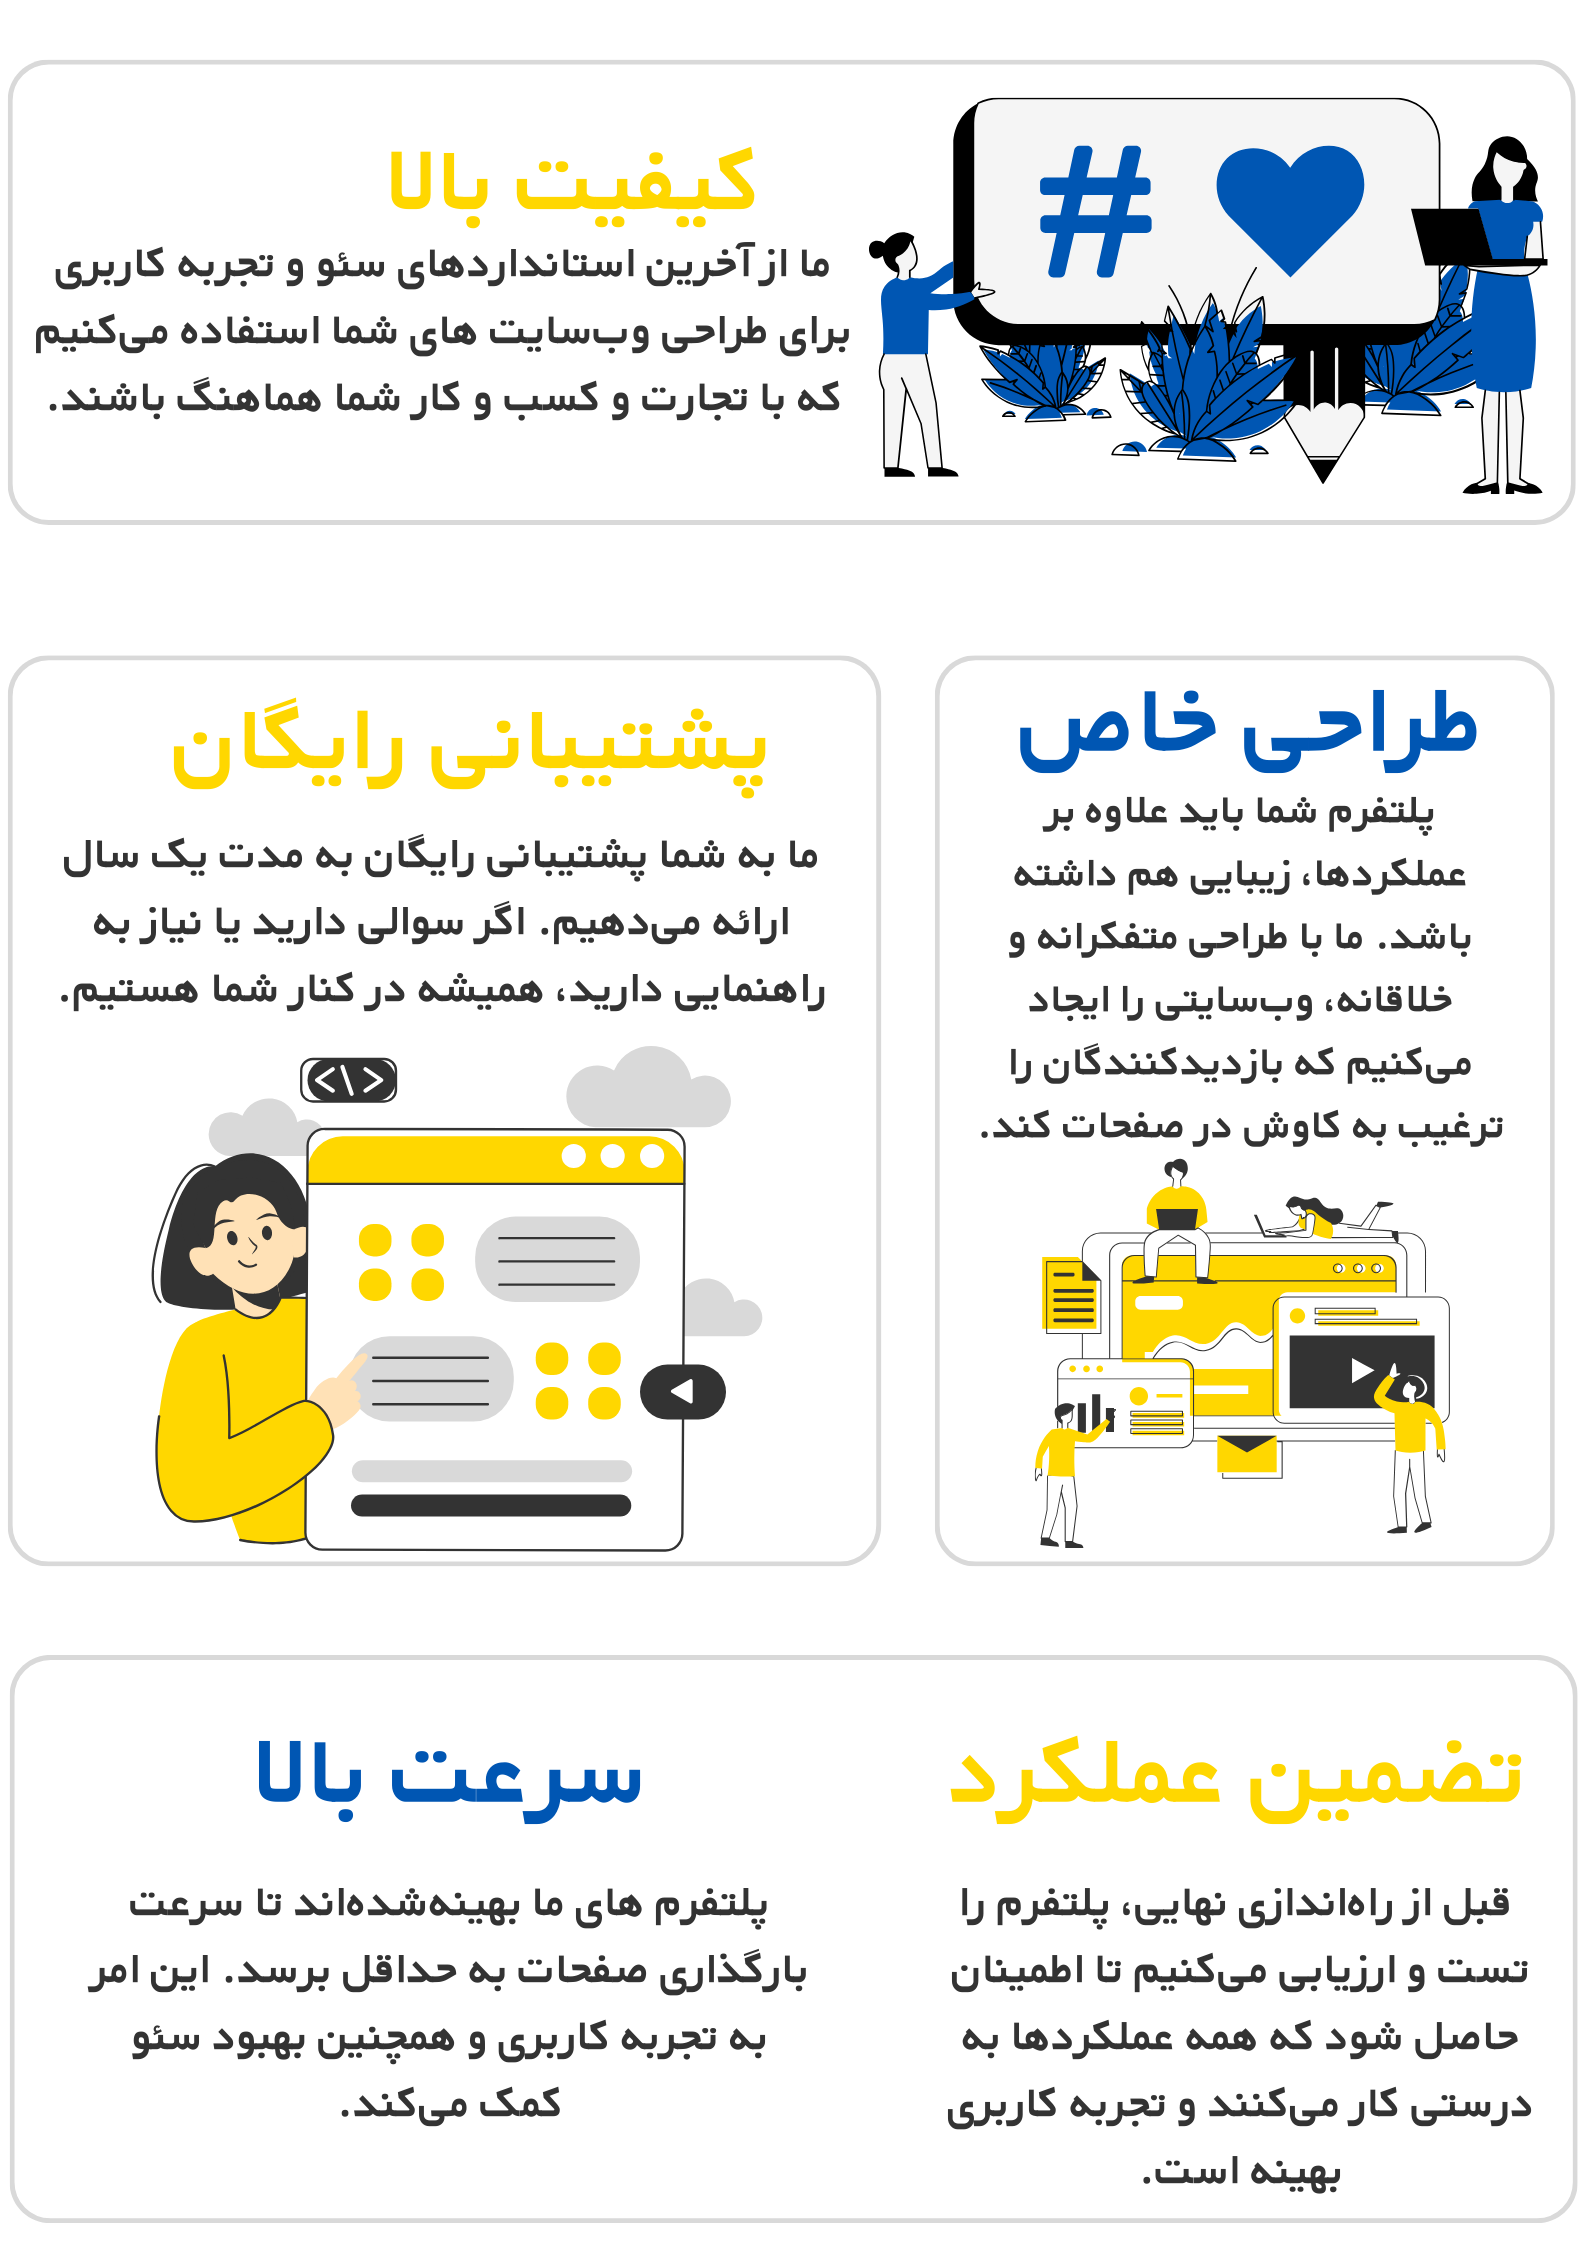 کیفیت بالا
ما از آخرین استانداردهای سئو و تجربه کاربری
برای طراحی وب‌سایت های شما استفاده می‌کنیم
که با تجارت و کسب و کار شما هماهنگ باشند.
#
طراحی خاص
پلتفرم شما باید علاوه بر
عملکردها، زیبایی هم داشته
باشد. ما با طراحی متفکرانه و
خلاقانه، وب‌سایتی را ایجاد
می‌کنیم که بازدیدکنندگان را
ترغیب به کاوش در صفحات کند.
پشتیبانی رایگان
ما به شما پشتیبانی رایگان به مدت یک سال
ارائه می‌دهیم. اگر سوالی دارید یا نیاز به
راهنمایی دارید، همیشه در کنار شما هستیم.
<\>
تضمین عملکرد
قبل از راه‌اندازی نهایی، پلتفرم را
تست و ارزیابی می‌کنیم تا اطمینان
حاصل شود که همه عملکردها به
درستی کار می‌کنند و تجربه کاربری
بهینه است.
سرعت بالا
پلتفرم های ما بهینه‌شده‌اند تا سرعت
بارگذاری صفحات به حداقل برسد. این امر
به تجربه کاربری و همچنین بهبود سئو
کمک می‌کند.